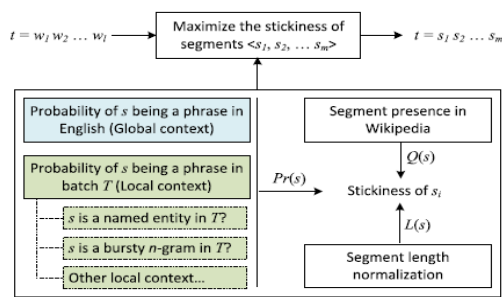 t = w₁ w₂ … wₗ
Maximize the stickiness of
segments <s₁, s₂, … sₘ>
t = s₁ s₂ … sₘ
Probability of s being a phrase in
English (Global context)
Probability of s being a phrase in
batch T (Local context)
s is a named entity in T?
s is a bursty n-gram in T?
Other local context...
Pr(s)
Segment presence in
Wikipedia
Q(s)
Stickiness of sᵢ
L(s)
Segment length
normalization